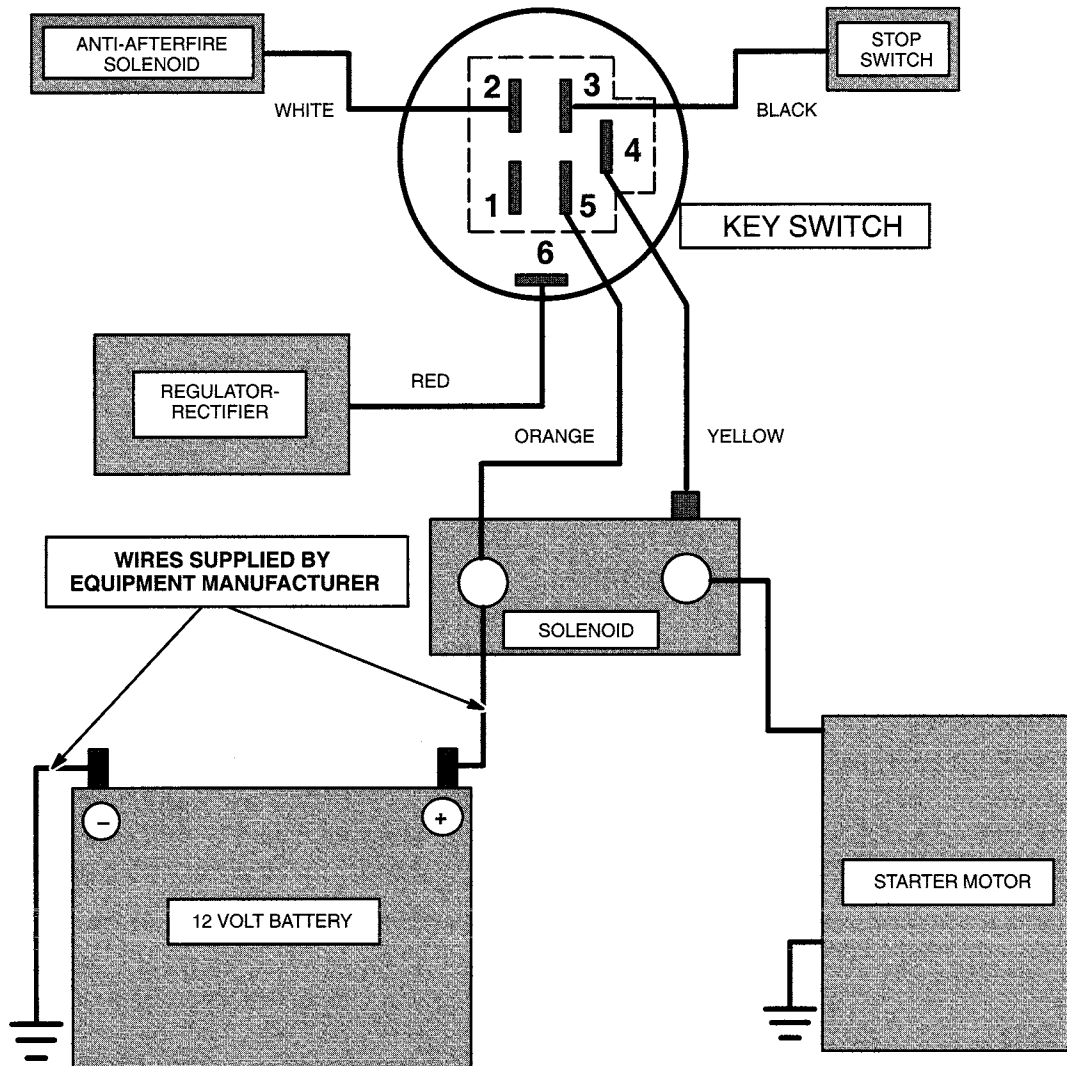 ANTI-AFTERFIRE
SOLENOID
STOP
SWITCH
WHITE
BLACK
2
3
4
1
5
6
KEY SWITCH
REGULATOR-
RECTIFIER
RED
ORANGE
YELLOW
WIRES SUPPLIED BY
EQUIPMENT MANUFACTURER
SOLENOID
–
+
12 VOLT BATTERY
STARTER MOTOR